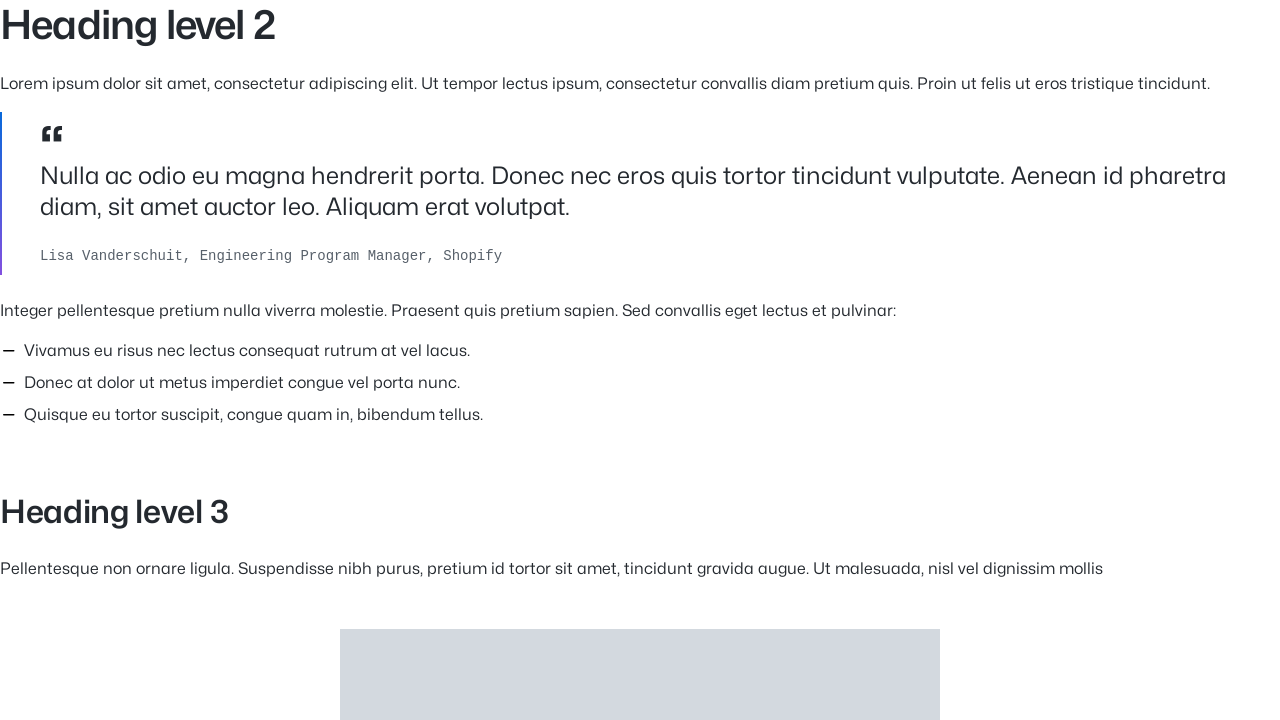 Heading level 2
Lorem ipsum dolor sit amet, consectetur adipiscing elit. Ut tempor lectus ipsum, consectetur convallis diam pretium quis. Proin ut felis ut eros tristique tincidunt.
“
Nulla ac odio eu magna hendrerit porta. Donec nec eros quis tortor tincidunt vulputate. Aenean id pharetra
diam, sit amet auctor leo. Aliquam erat volutpat.
Lisa Vanderschuit, Engineering Program Manager, Shopify
Integer pellentesque pretium nulla viverra molestie. Praesent quis pretium sapien. Sed convallis eget lectus et pulvinar:
— Vivamus eu risus nec lectus consequat rutrum at vel lacus.
— Donec at dolor ut metus imperdiet congue vel porta nunc.
— Quisque eu tortor suscipit, congue quam in, bibendum tellus.
Heading level 3
Pellentesque non ornare ligula. Suspendisse nibh purus, pretium id tortor sit amet, tincidunt gravida augue. Ut malesuada, nisl vel dignissim mollis